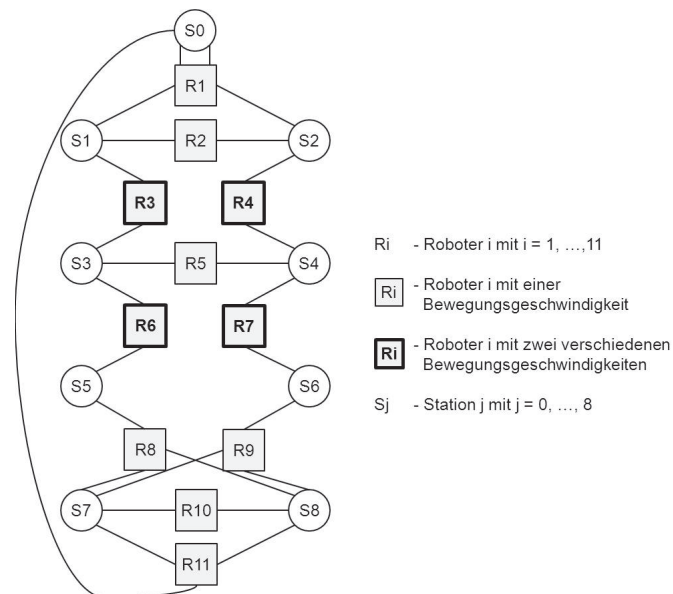 S0
R1
S1 R2 S2
R3 R4
Ri - Roboter i mit i = 1, …,11
S3 R5 S4
Ri - Roboter i mit einer
Bewegungsgeschwindigkeit
R6 R7
Ri - Roboter i mit zwei verschiedenen
Bewegungsgeschwindigkeiten
S5 S6
Sj - Station j mit j = 0, …, 8
R8 R9
S7 R10 S8
R11